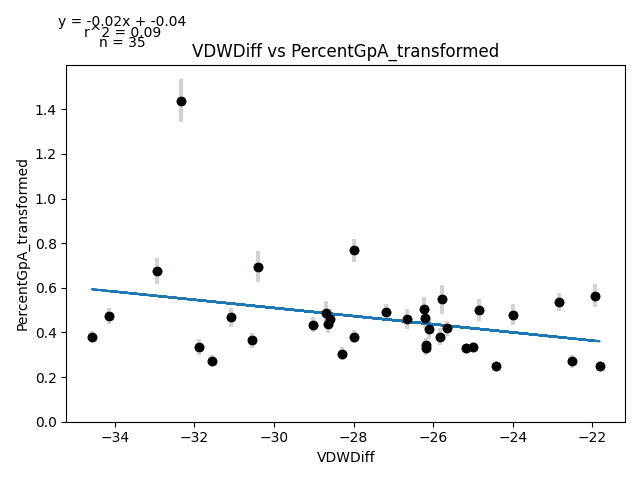 y = -0.02x + -0.04
r^2 = 0.09
n = 35
VDWDiff vs PercentGpA_transformed
1.4
1.2
1.0
0.8
0.6
0.4
0.2
0.0
PercentGpA_transformed
−34 −32 −30 −28 −26 −24 −22
VDWDiff